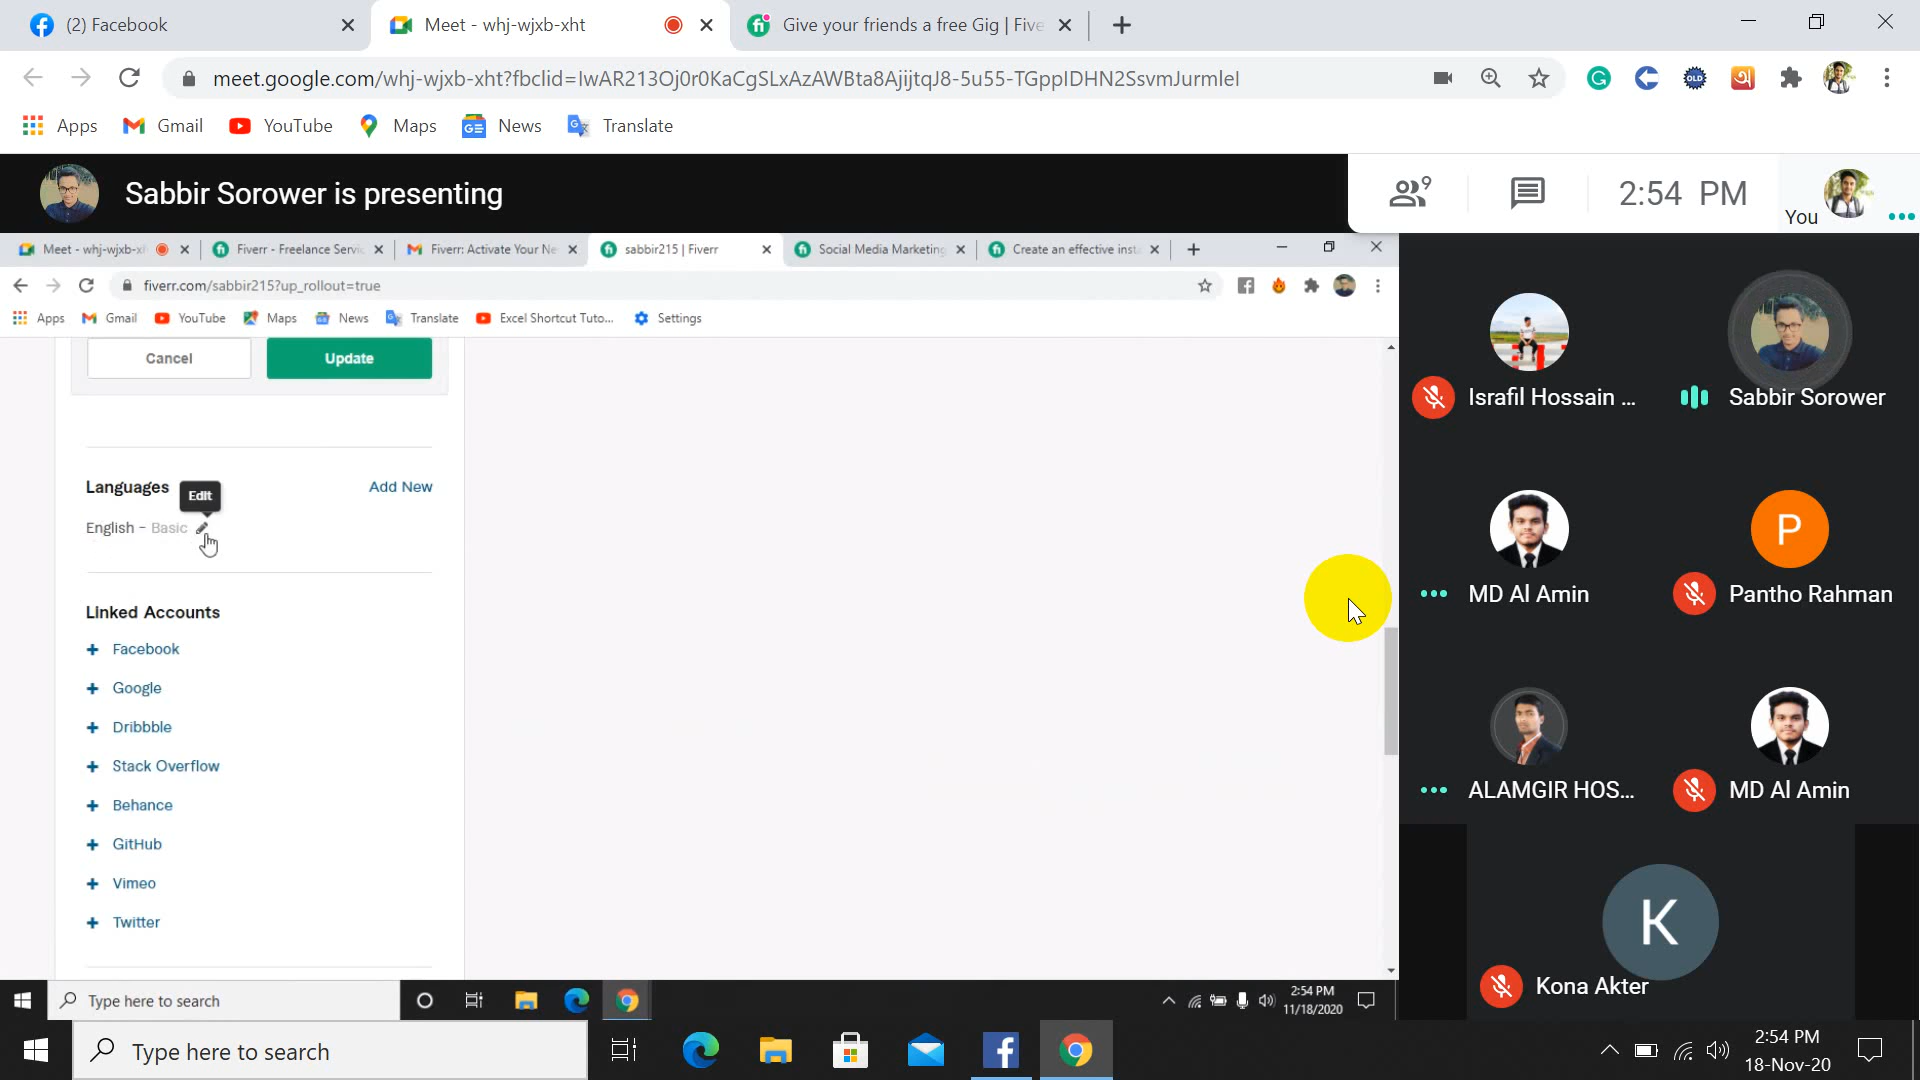 (2) Facebook
Meet - whj-wjxb-xht
Give your friends a free Gig | Five
meet.google.com/whj-wjxb-xht?fbclid=IwAR213Oj0r0KaCgSLxAzAWBta8AjijtqJ8-5u55-TGppIDHN2SsvmJurmleI
OLD
Apps
Gmail
YouTube
Maps
News
Translate
Sabbir Sorower is presenting
9
2:54 PM
You
Meet - whj-wjxb-xh
Fiverr - Freelance Servic
Fiverr: Activate Your Ne
sabbir215 | Fiverr
Social Media Marketing
Create an effective insta
fiverr.com/sabbir215?up_rollout=true
Apps
Gmail
YouTube
Maps
News
Translate
Excel Shortcut Tuto...
Settings
Cancel
Update
Languages
Edit
Add New
English - Basic
Linked Accounts
+ Facebook
+ Google
+ Dribbble
+ Stack Overflow
+ Behance
+ GitHub
+ Vimeo
+ Twitter
Israfil Hossain ...
Sabbir Sorower
MD Al Amin
P
Pantho Rahman
ALAMGIR HOS...
MD Al Amin
K
Kona Akter
Type here to search
2:54 PM
11/18/2020
Type here to search
2:54 PM
18-Nov-20